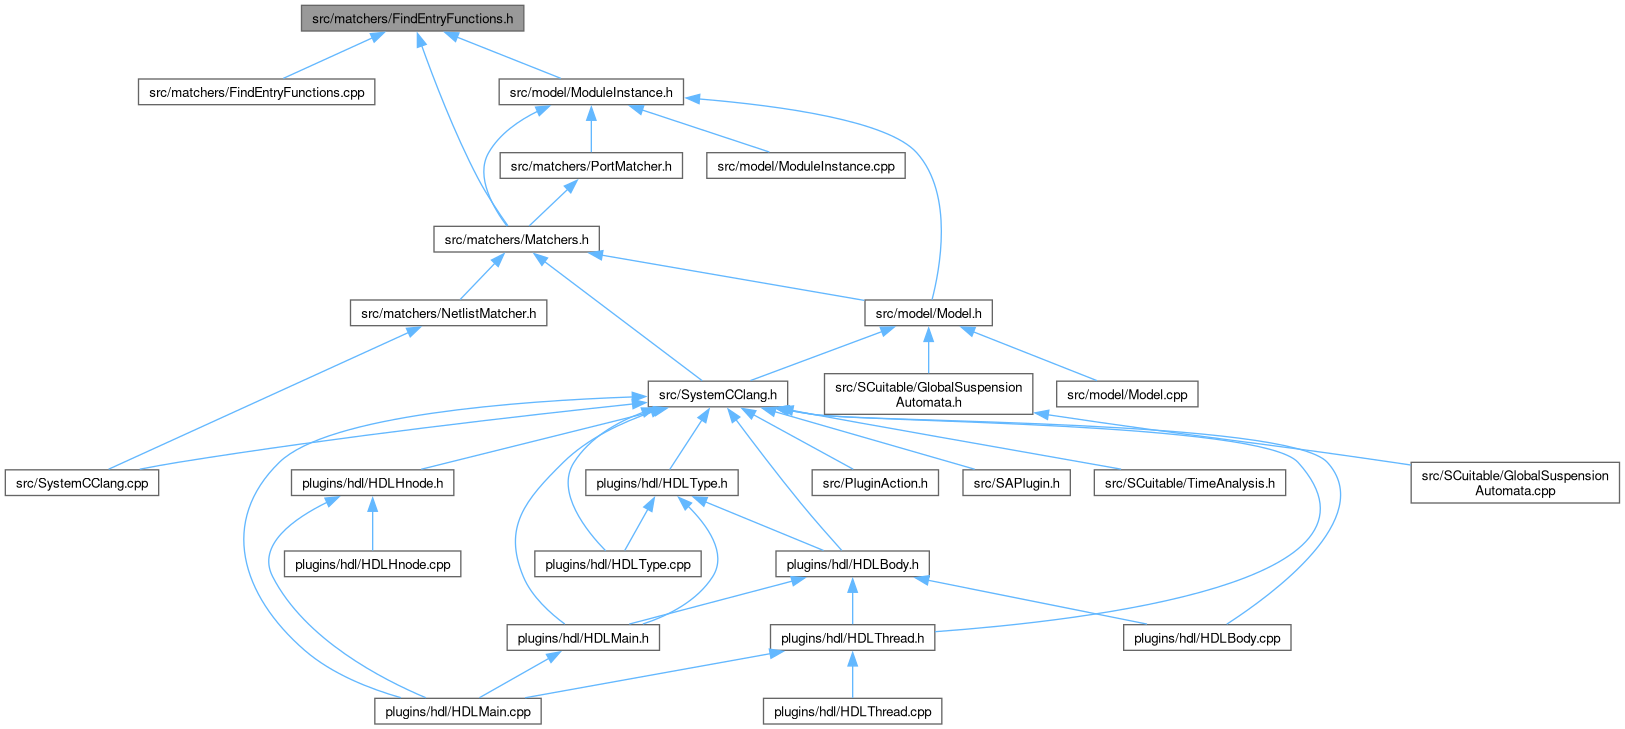 src/matchers/FindEntryFunctions.h
src/matchers/FindEntryFunctions.cpp
src/model/ModuleInstance.h
src/matchers/PortMatcher.h
src/model/ModuleInstance.cpp
src/matchers/Matchers.h
src/matchers/NetlistMatcher.h
src/model/Model.h
src/SystemCClang.h
src/SCuitable/GlobalSuspension
Automata.h
src/model/Model.cpp
src/SystemCClang.cpp
plugins/hdl/HDLHnode.h
plugins/hdl/HDLType.h
src/PluginAction.h
src/SAPlugin.h
src/SCuitable/TimeAnalysis.h
src/SCuitable/GlobalSuspension
Automata.cpp
plugins/hdl/HDLHnode.cpp
plugins/hdl/HDLType.cpp
plugins/hdl/HDLBody.h
plugins/hdl/HDLMain.h
plugins/hdl/HDLThread.h
plugins/hdl/HDLBody.cpp
plugins/hdl/HDLMain.cpp
plugins/hdl/HDLThread.cpp